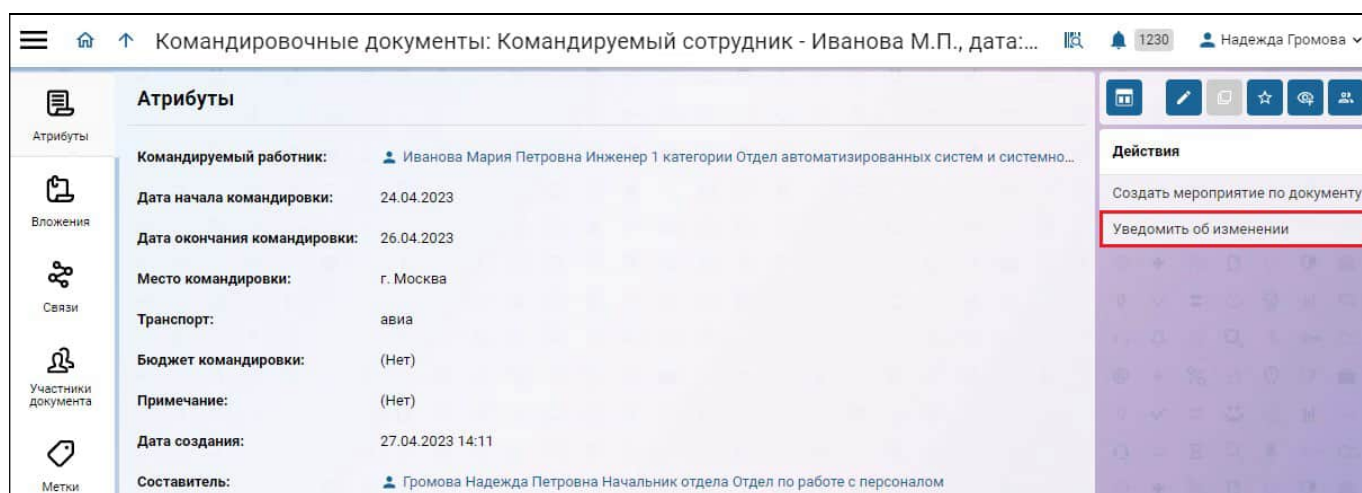 Командировочные документы: Командируемый сотрудник - Иванова М.П., дата:...
1230
Надежда Громова
Атрибуты
Вложения
Связи
Участники
документа
Метки
Атрибуты
Командируемый работник: Иванова Мария Петровна Инженер 1 категории Отдел автоматизированных систем и системно...
Дата начала командировки: 24.04.2023
Дата окончания командировки: 26.04.2023
Место командировки: г. Москва
Транспорт: авиа
Бюджет командировки: (Нет)
Примечание: (Нет)
Дата создания: 27.04.2023 14:11
Составитель: Громова Надежда Петровна Начальник отдела Отдел по работе с персоналом
Действия
Создать мероприятие по документу
Уведомить об изменении